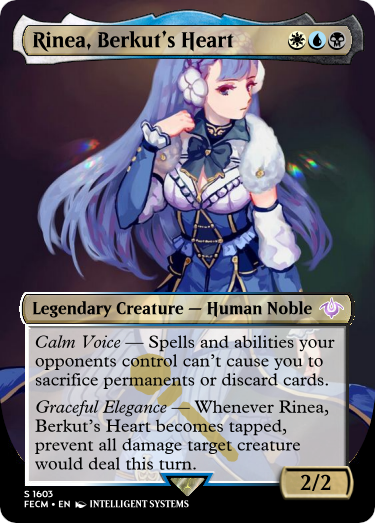 Rinea, Berkut's Heart
Legendary Creature — Human Noble
Calm Voice — Spells and abilities your
opponents control can't cause you to
sacrifice permanents or discard cards.
Graceful Elegance — Whenever Rinea,
Berkut's Heart becomes tapped,
prevent all damage target creature
would deal this turn.
2/2
S 1603
FECM • EN INTELLIGENT SYSTEMS